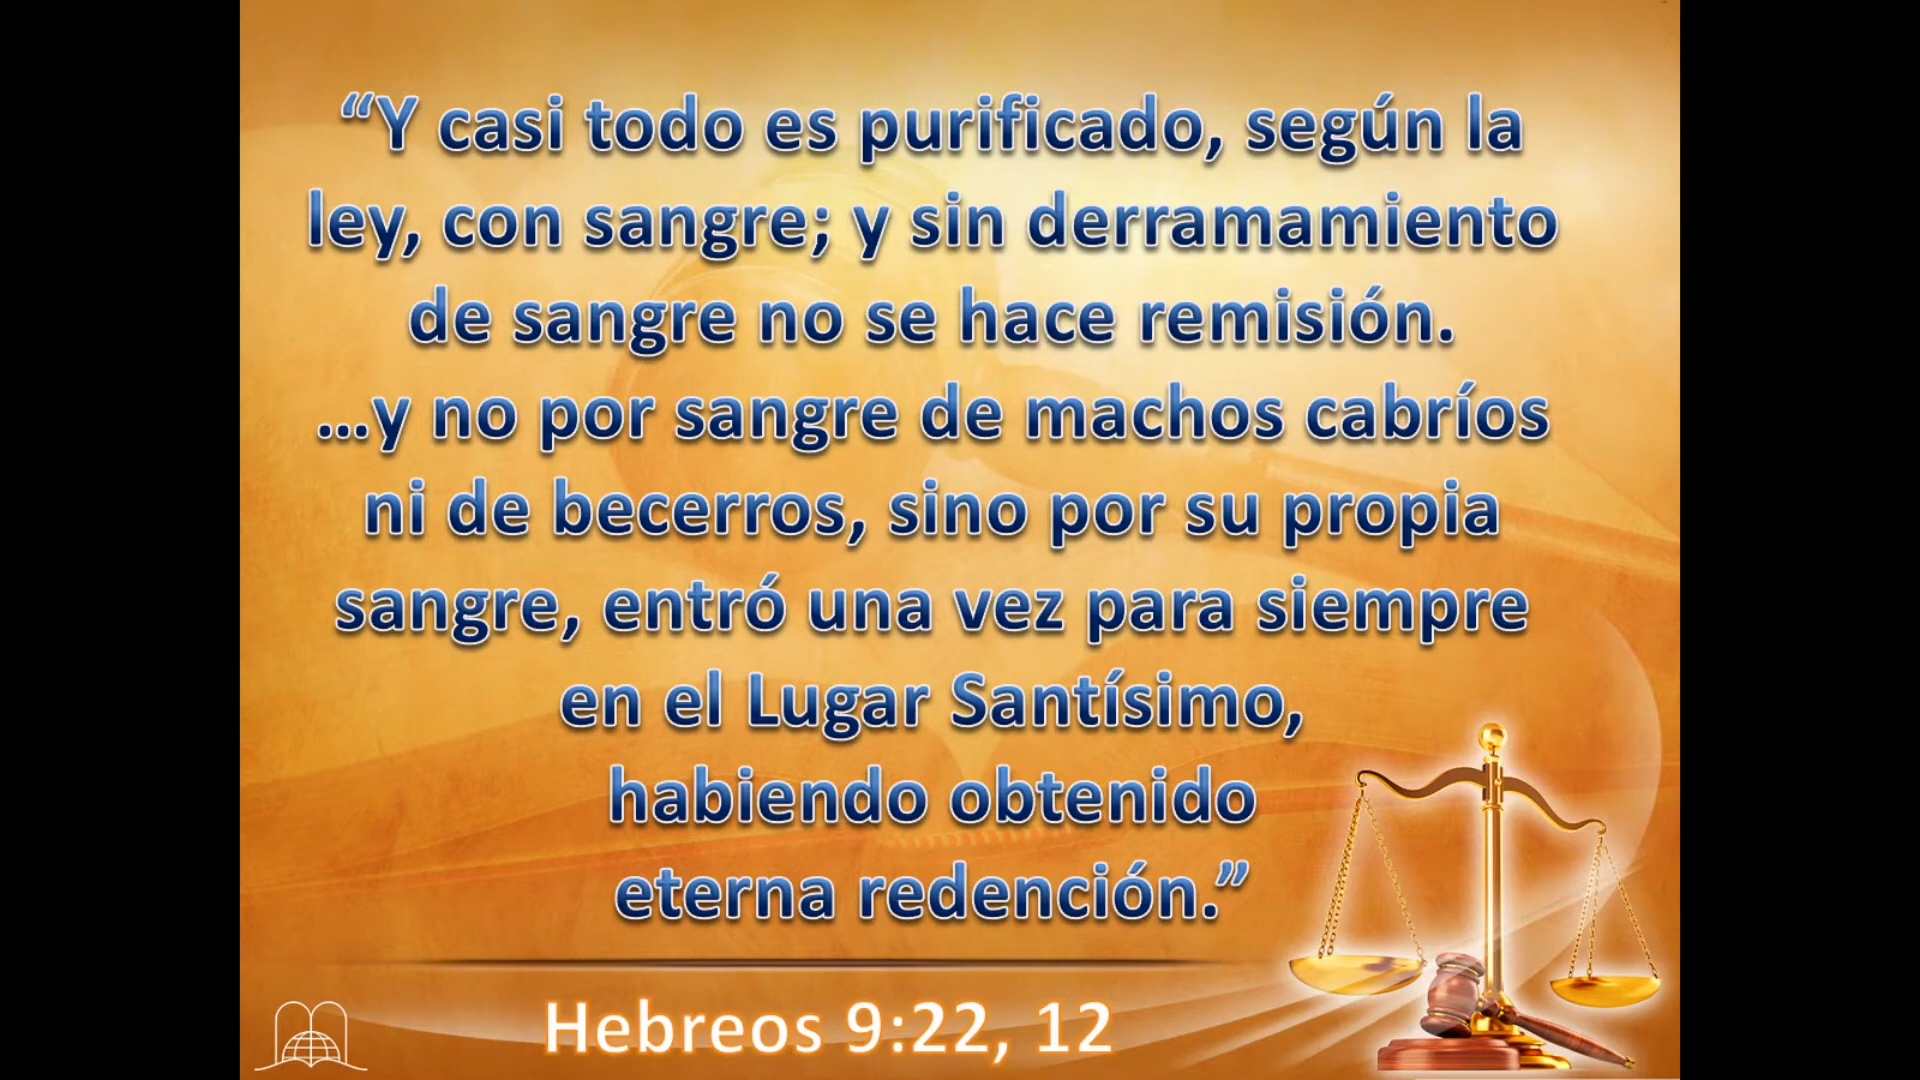 “Y casi todo es purificado, según la
ley, con sangre; y sin derramamiento
de sangre no se hace remisión.
...y no por sangre de machos cabríos
ni de becerros, sino por su propia
sangre, entró una vez para siempre
en el Lugar Santísimo,
habiendo obtenido
eterna redención.”
Hebreos 9:22, 12